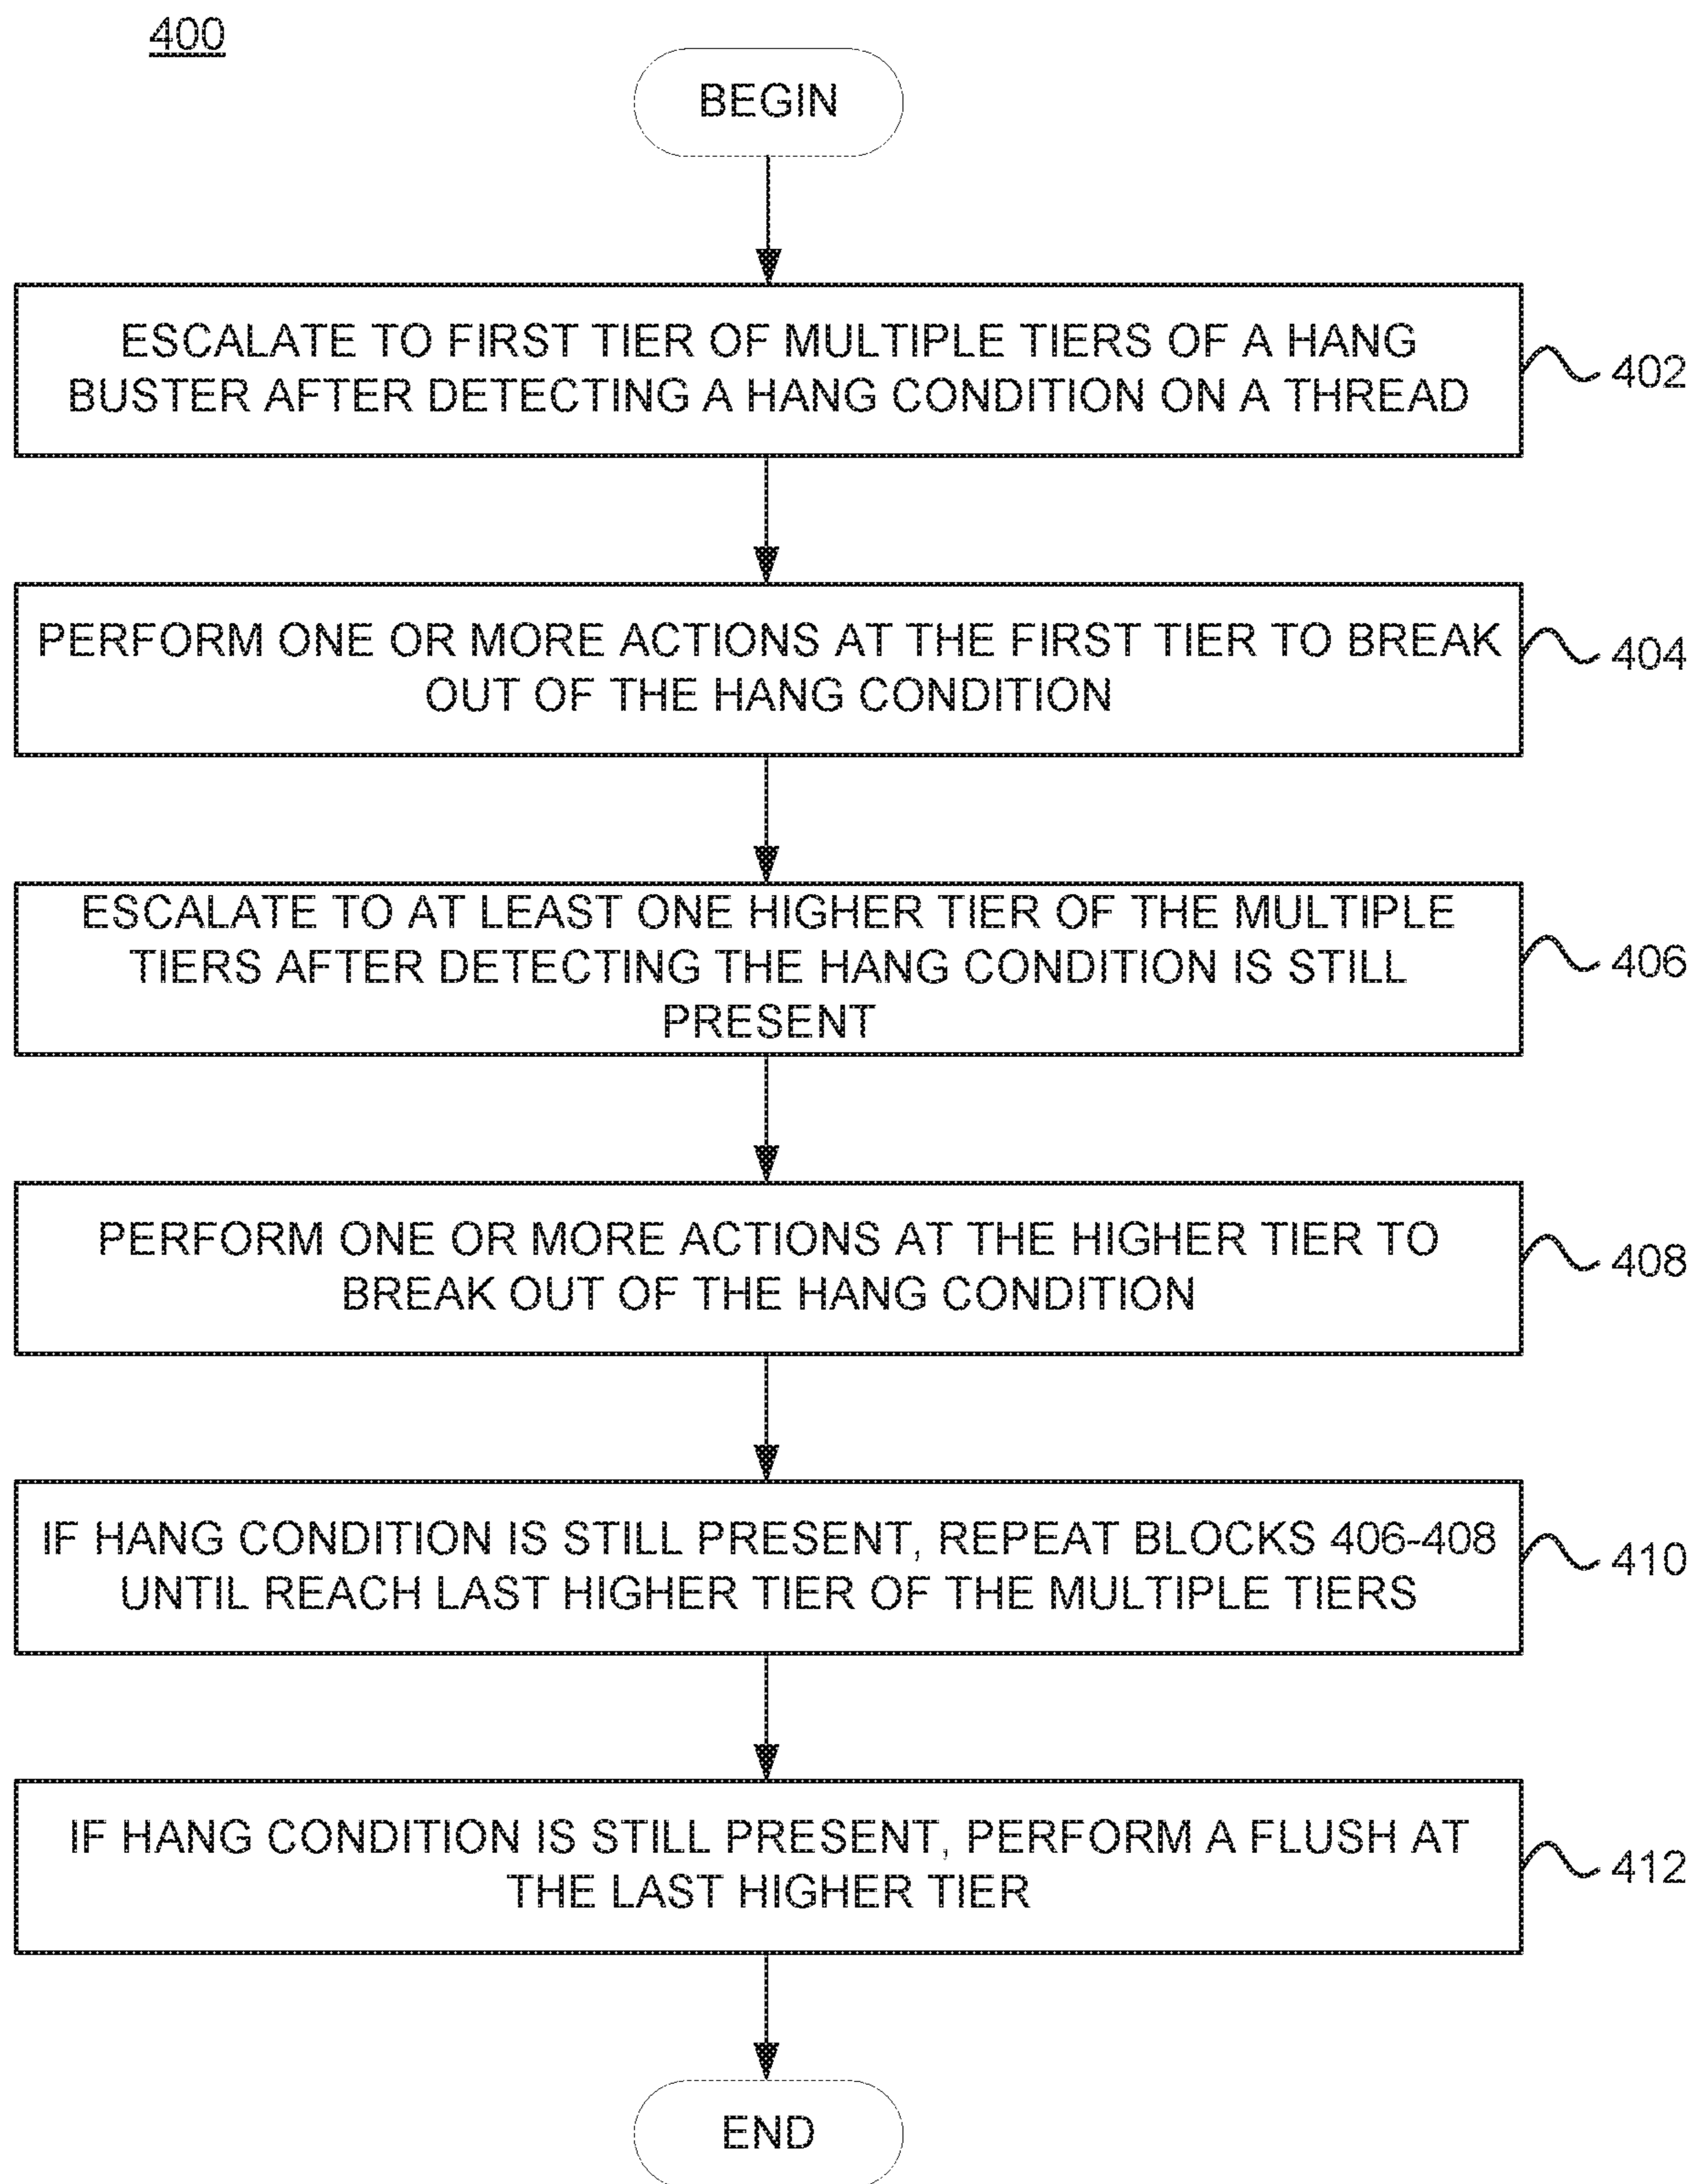 400
BEGIN
ESCALATE TO FIRST TIER OF MULTIPLE TIERS OF A HANG
BUSTER AFTER DETECTING A HANG CONDITION ON A THREAD
402
PERFORM ONE OR MORE ACTIONS AT THE FIRST TIER TO BREAK
OUT OF THE HANG CONDITION
404
ESCALATE TO AT LEAST ONE HIGHER TIER OF THE MULTIPLE
TIERS AFTER DETECTING THE HANG CONDITION IS STILL
PRESENT
406
PERFORM ONE OR MORE ACTIONS AT THE HIGHER TIER TO
BREAK OUT OF THE HANG CONDITION
408
IF HANG CONDITION IS STILL PRESENT, REPEAT BLOCKS 406-408
UNTIL REACH LAST HIGHER TIER OF THE MULTIPLE TIERS
410
IF HANG CONDITION IS STILL PRESENT, PERFORM A FLUSH AT
THE LAST HIGHER TIER
412
END